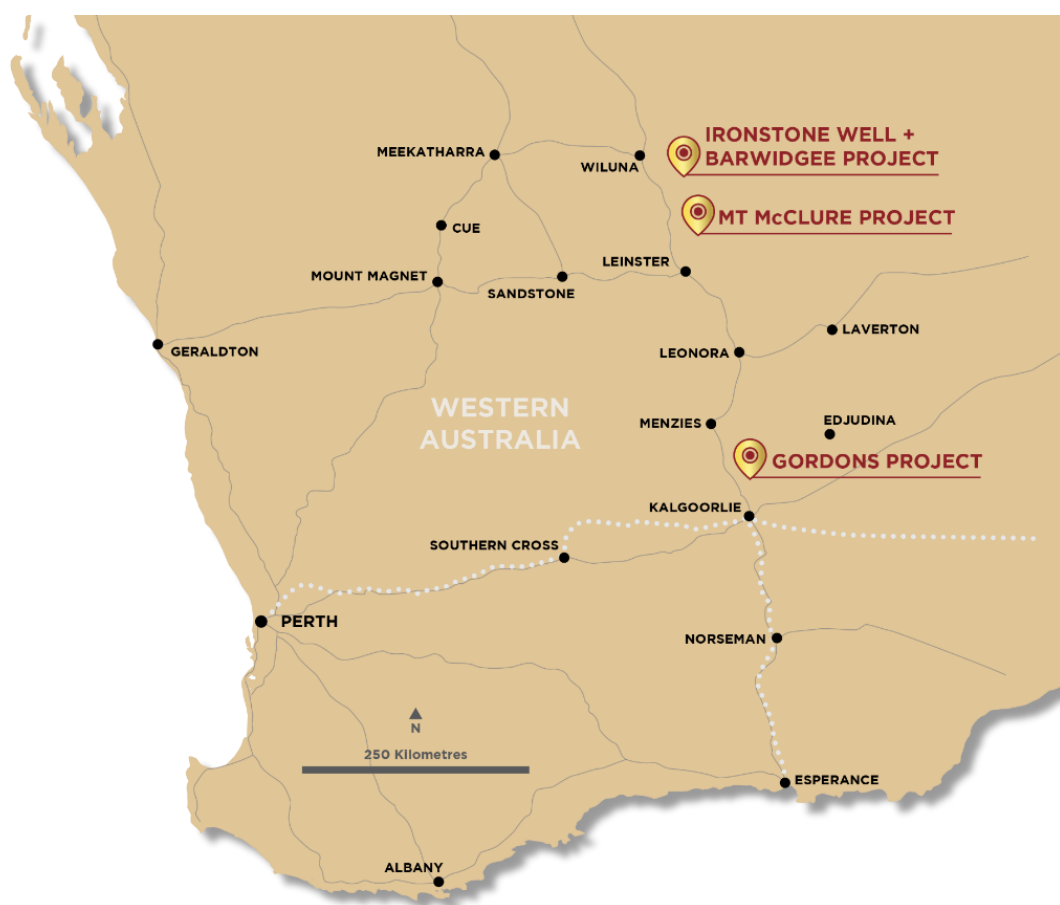 IRONSTONE WELL +
BARWIDGEE PROJECT
MEEKATHARRA
WILUNA
MT McCLURE PROJECT
CUE
LEINSTER
MOUNT MAGNET
SANDSTONE
LAVERTON
GERALDTON
LEONORA
WESTERN
AUSTRALIA
MENZIES
EDJUDINA
GORDONS PROJECT
KALGOORLIE
SOUTHERN CROSS
PERTH
NORSEMAN
N
250 Kilometres
ESPERANCE
ALBANY